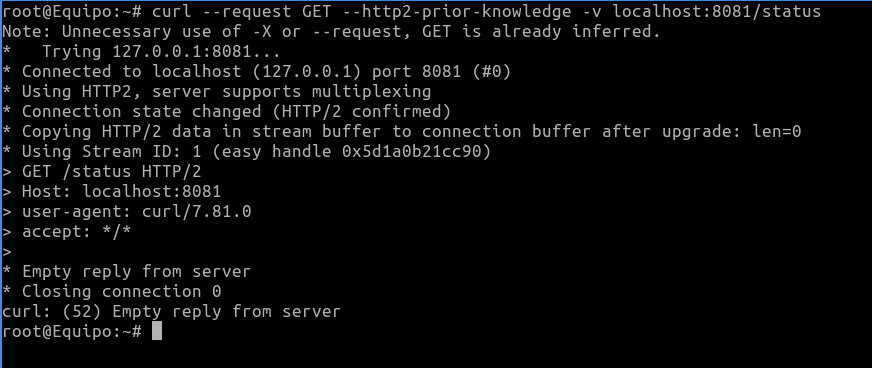 root@Equipo:~# curl --request GET --http2-prior-knowledge -v localhost:8081/status
Note: Unnecessary use of -X or --request, GET is already inferred.
*   Trying 127.0.0.1:8081...
* Connected to localhost (127.0.0.1) port 8081 (#0)
* Using HTTP2, server supports multiplexing
* Connection state changed (HTTP/2 confirmed)
* Copying HTTP/2 data in stream buffer to connection buffer after upgrade: len=0
* Using Stream ID: 1 (easy handle 0x5d1a0b21cc90)
> GET /status HTTP/2
> Host: localhost:8081
> user-agent: curl/7.81.0
> accept: */*
>
* Empty reply from server
* Closing connection 0
curl: (52) Empty reply from server
root@Equipo:~#